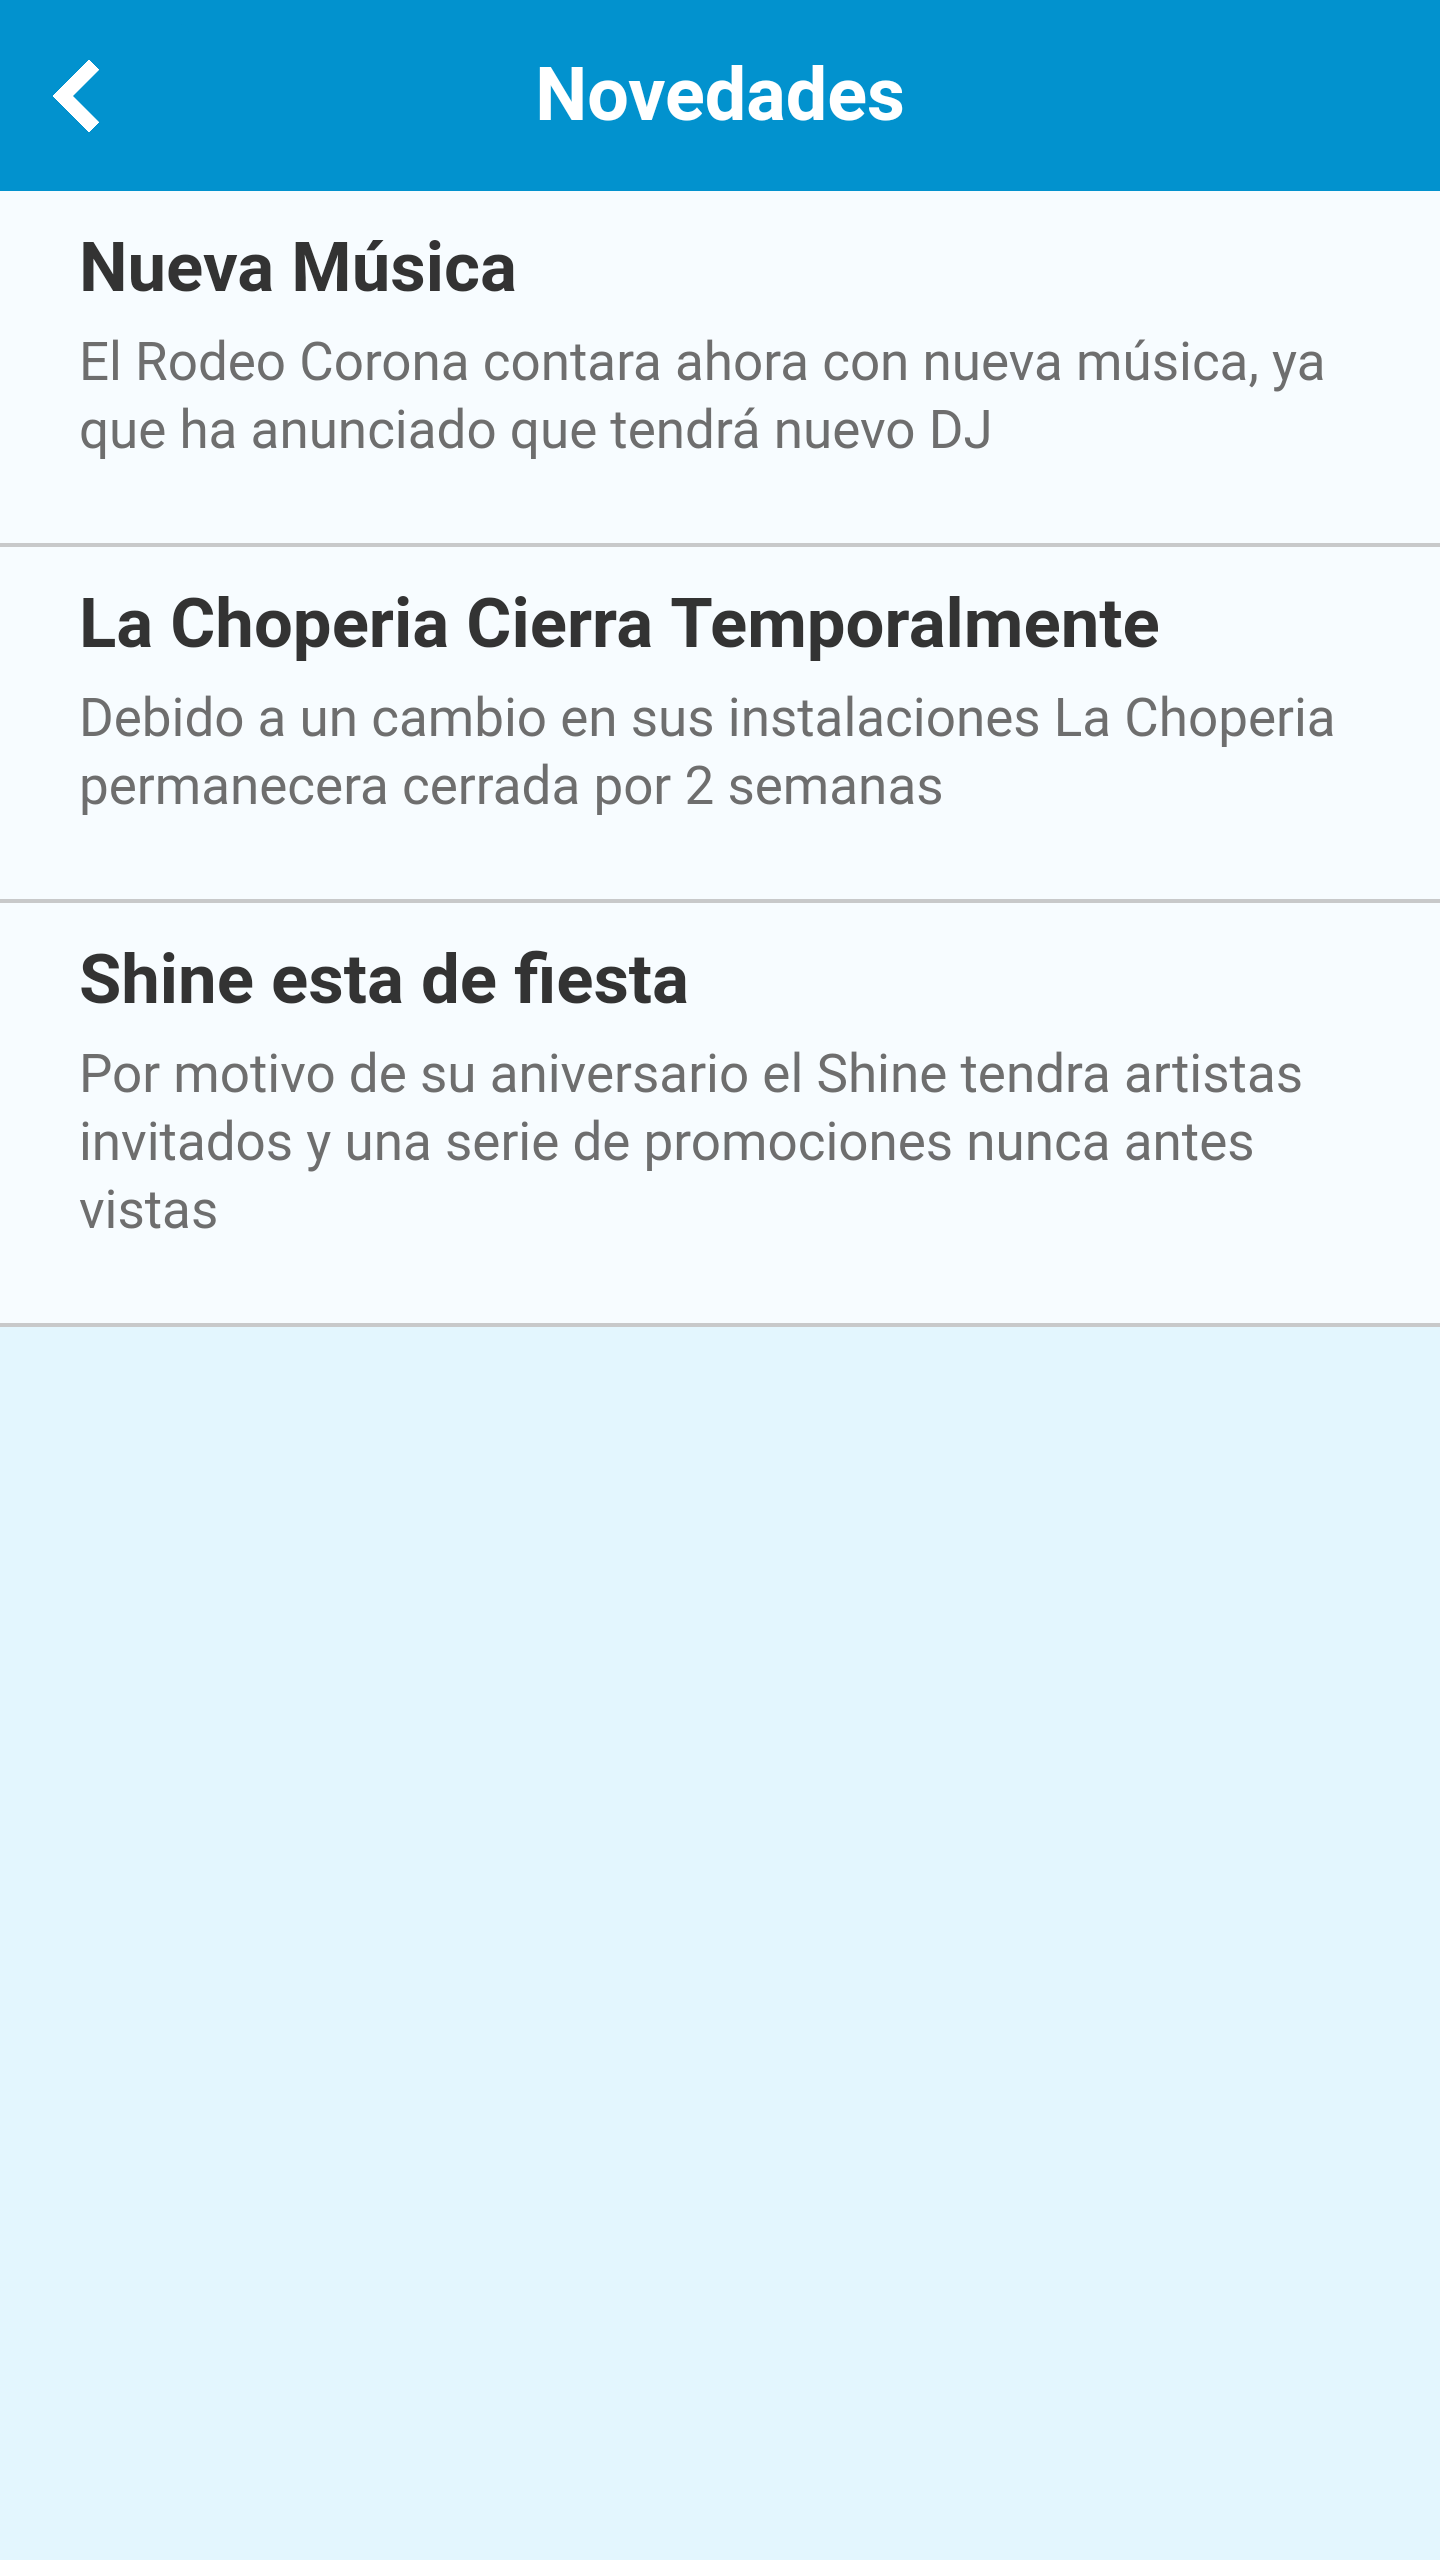 Novedades
Nueva Música
El Rodeo Corona contara ahora con nueva música, ya
que ha anunciado que tendrá nuevo DJ
La Choperia Cierra Temporalmente
Debido a un cambio en sus instalaciones La Choperia
permanecera cerrada por 2 semanas
Shine esta de fiesta
Por motivo de su aniversario el Shine tendra artistas
invitados y una serie de promociones nunca antes
vistas